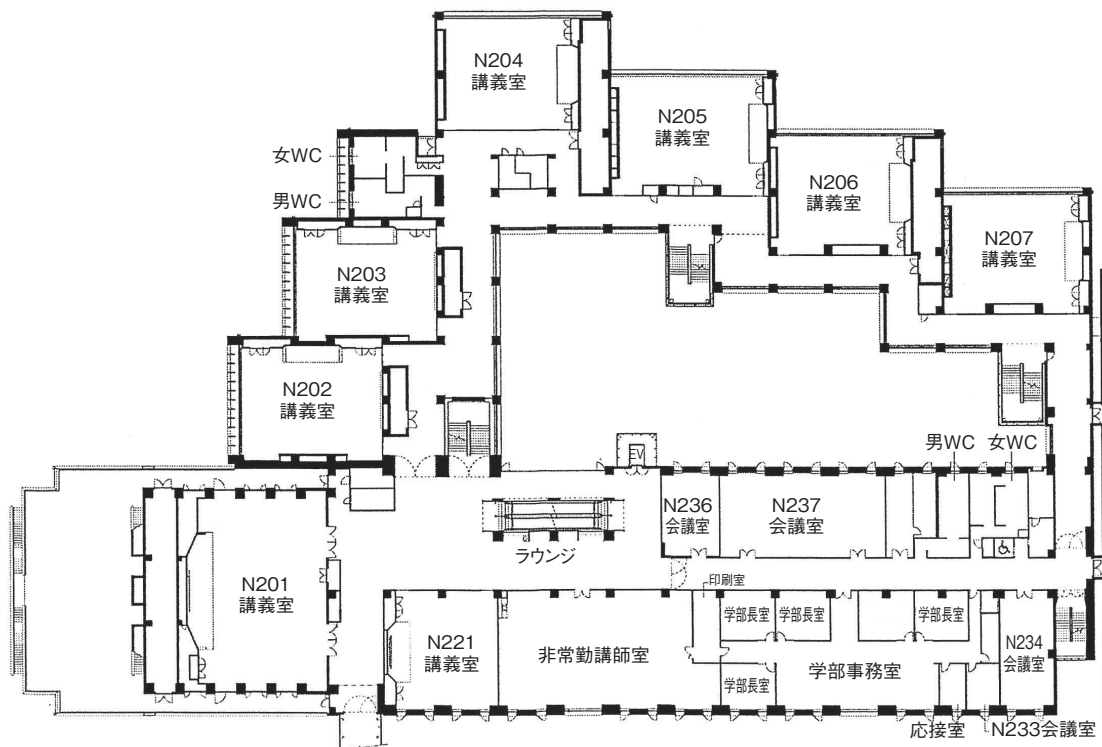 N204
講義室
N205
講義室
N206
講義室
女WC
男WC
N207
講義室
N203
講義室
N202
講義室
EV
男WC
女WC
N236
会議室
N237
会議室
ラウンジ
N201
講義室
印刷室
N221
講義室
非常勤講師室
学部長室
学部長室
学部長室
学部長室
学部事務室
N234
会議室
応接室
N233会議室